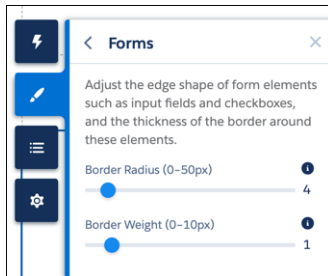 Forms
Adjust the edge shape of form elements
such as input fields and checkboxes,
and the thickness of the border around
these elements.
Border Radius (0-50px)
4
Border Weight (0-10px)
1